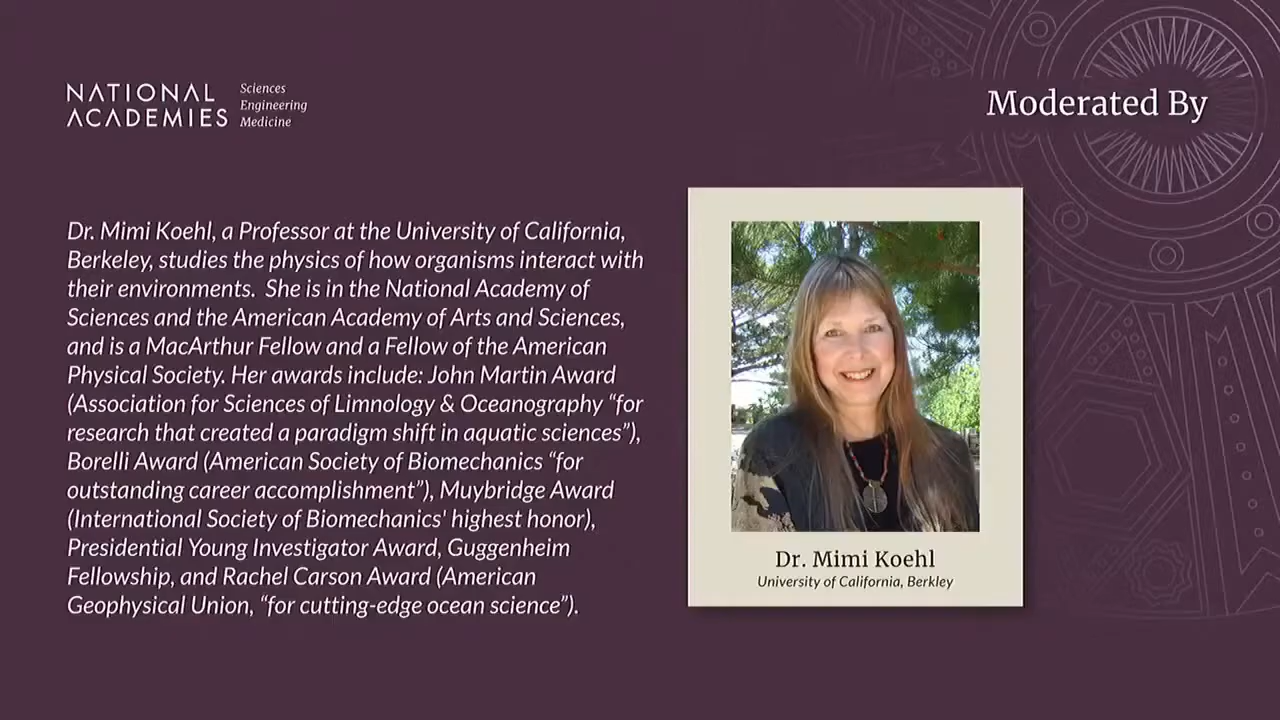 NATIONAL
ACADEMIES
Sciences
Engineering
Medicine
Moderated By
Dr. Mimi Koehl, a Professor at the University of California,
Berkeley, studies the physics of how organisms interact with
their environments.  She is in the National Academy of
Sciences and the American Academy of Arts and Sciences,
and is a MacArthur Fellow and a Fellow of the American
Physical Society. Her awards include: John Martin Award
(Association for Sciences of Limnology & Oceanography “for
research that created a paradigm shift in aquatic sciences”),
Borelli Award (American Society of Biomechanics “for
outstanding career accomplishment”), Muybridge Award
(International Society of Biomechanics' highest honor),
Presidential Young Investigator Award, Guggenheim
Fellowship, and Rachel Carson Award (American
Geophysical Union, “for cutting-edge ocean science”).
Dr. Mimi Koehl
University of California, Berkley